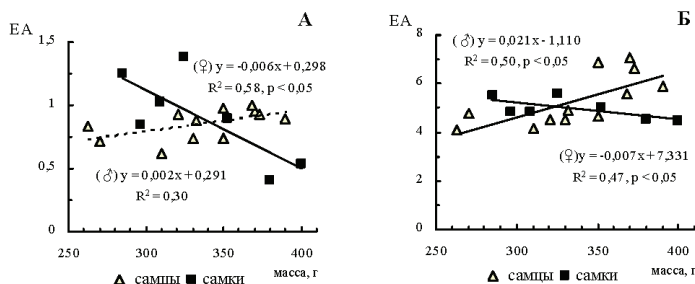 А
ЕА
1,5
1
0,5
0
(♀) y = -0,006x + 0,298
R² = 0,58, p < 0,05
(♂) y = 0,002x + 0,291
R² = 0,30
250 300 350 400
масса, г
самцы самки
Б
ЕА
8
6
4
2
0
(♂) y = 0,021x - 1,110
R² = 0,50, p < 0,05
(♀) y = -0,007x + 7,331
R² = 0,47, p < 0,05
250 300 350 400
масса, г
самцы самки